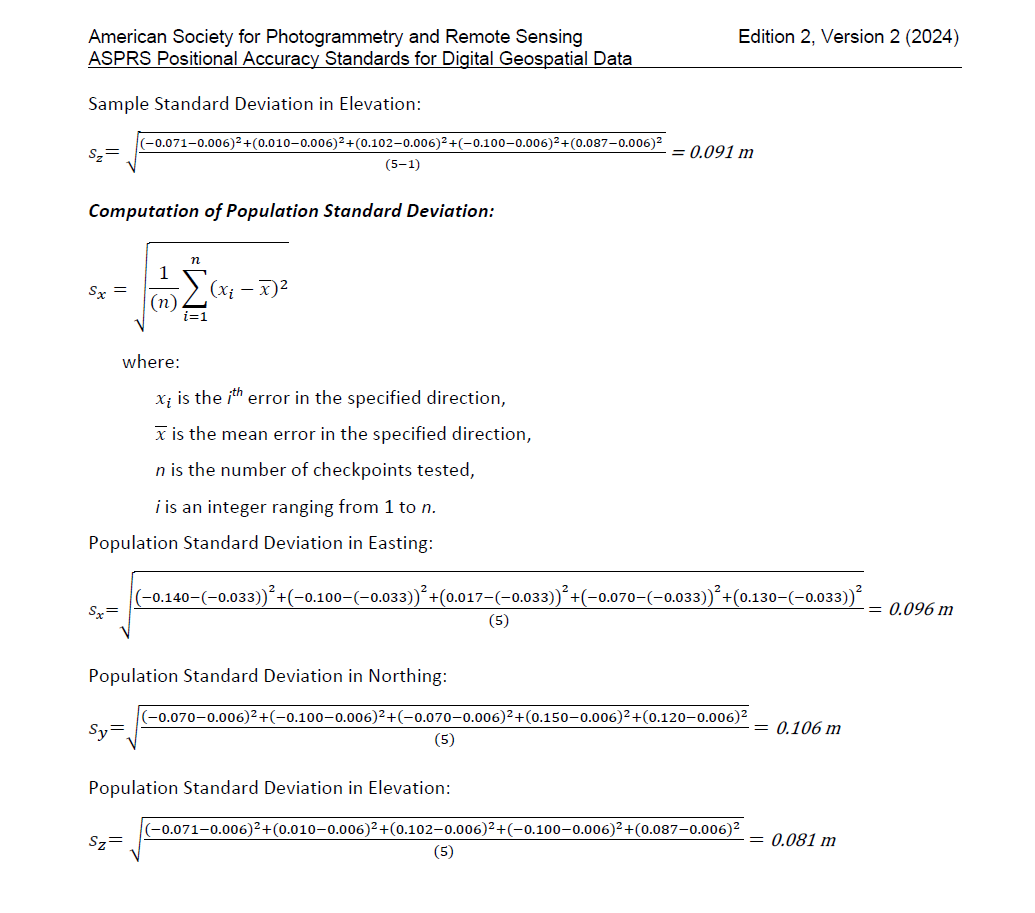 American Society for Photogrammetry and Remote Sensing Edition 2, Version 2 (2024)
ASPRS Positional Accuracy Standards for Digital Geospatial Data
Sample Standard Deviation in Elevation:
s_z= √((−0.071−0.006)²+(0.010−0.006)²+(0.102−0.006)²+(−0.100−0.006)²+(0.087−0.006)² / (5−1)) = 0.091 m
Computation of Population Standard Deviation:
s_x = √(1/(n) ∑_{i=1}^{n} (x_i − x̅)²)
where:
x_i is the iᵗʰ error in the specified direction,
x̅ is the mean error in the specified direction,
n is the number of checkpoints tested,
i is an integer ranging from 1 to n.
Population Standard Deviation in Easting:
s_x= √((−0.140−(−0.033))²+(−0.100−(−0.033))²+(0.017−(−0.033))²+(−0.070−(−0.033))²+(0.130−(−0.033))² / (5)) = 0.096 m
Population Standard Deviation in Northing:
s_y= √((−0.070−0.006)²+(−0.100−0.006)²+(−0.070−0.006)²+(0.150−0.006)²+(0.120−0.006)² / (5)) = 0.106 m
Population Standard Deviation in Elevation:
s_z= √((−0.071−0.006)²+(0.010−0.006)²+(0.102−0.006)²+(−0.100−0.006)²+(0.087−0.006)² / (5)) = 0.081 m